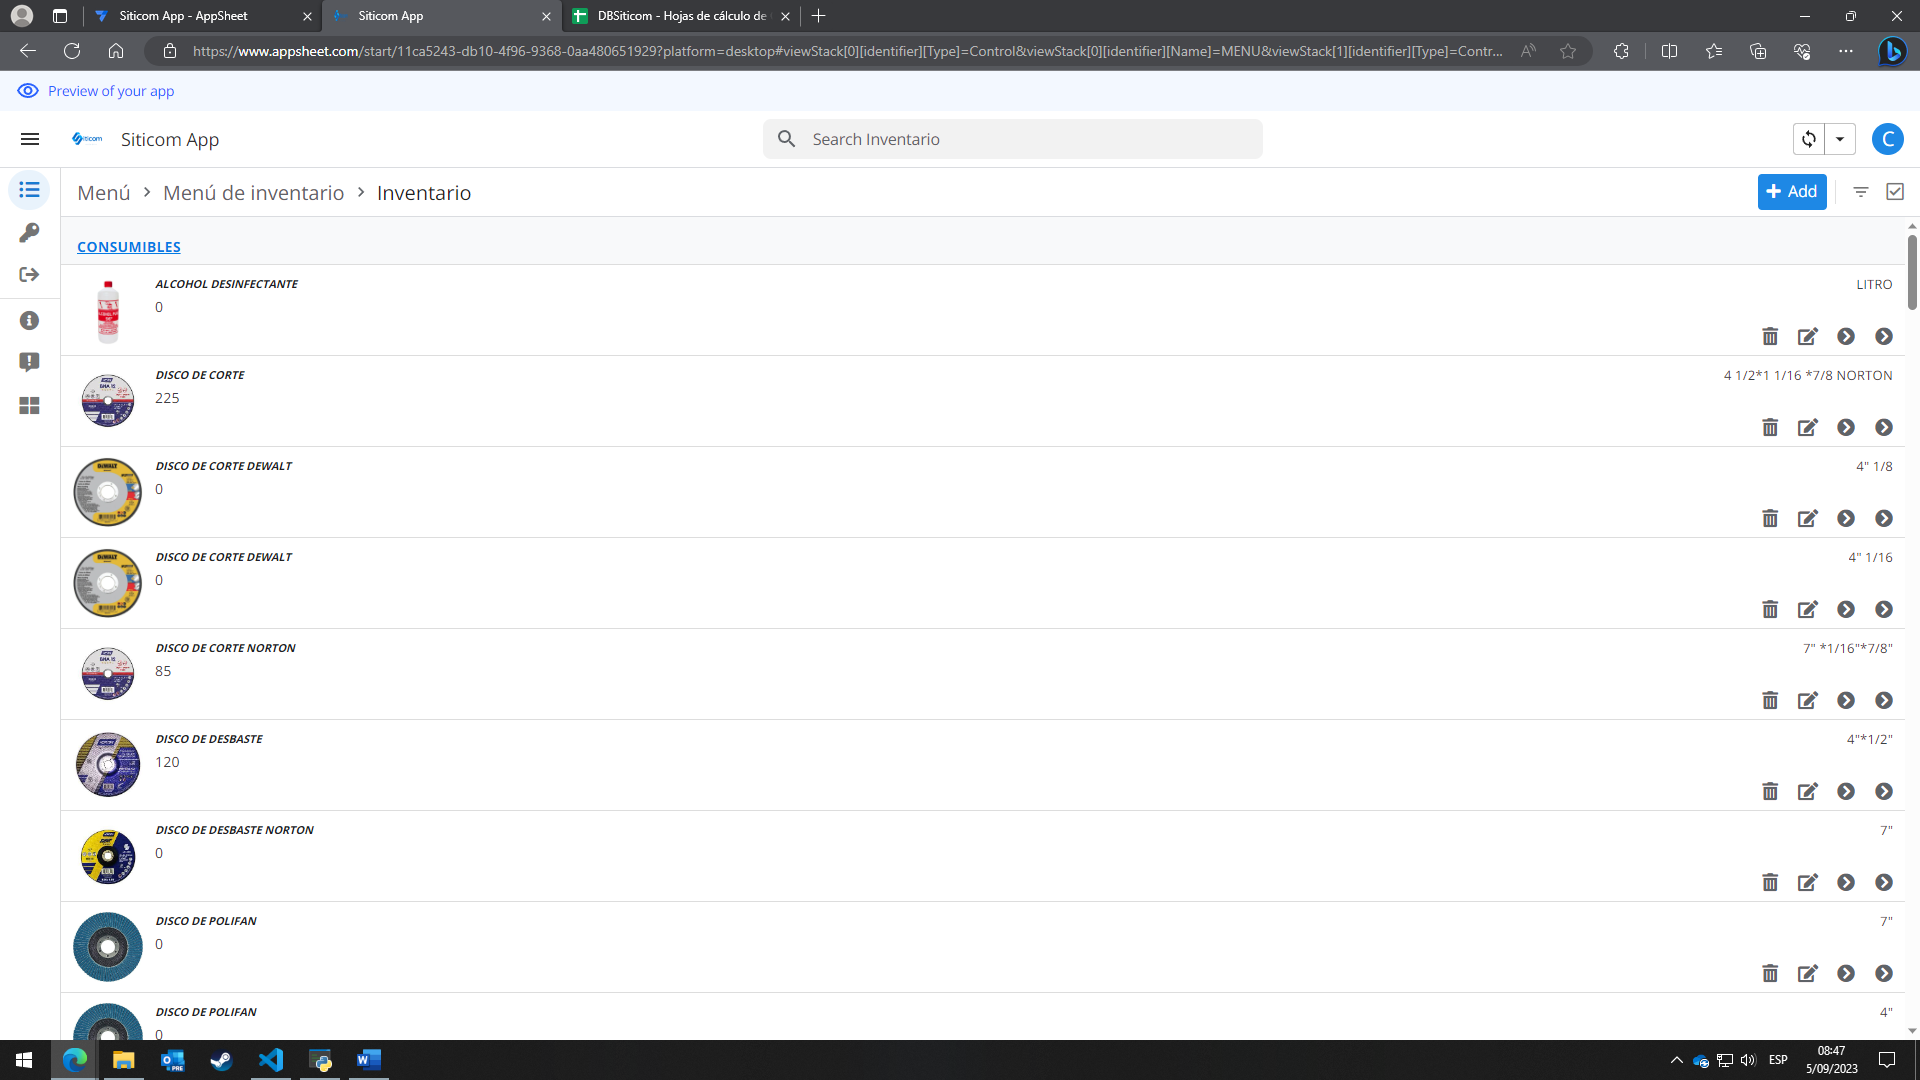 Siticom App - AppSheet
Siticom App
DBSiticom - Hojas de cálculo de
https://www.appsheet.com/start/11ca5243-db10-4f96-9368-0aa480651929?platform=desktop#viewStack[0][identifier][Type]=Control&viewStack[0][identifier][Name]=MENU&viewStack[1][identifier][Type]=Contr...
Preview of your app
Siticom
Siticom App
Search Inventario
C
Menú > Menú de inventario > Inventario
+ Add
CONSUMIBLES
ALCOHOL DESINFECTANTE
LITRO
0
DISCO DE CORTE
4 1/2*1 1/16 *7/8 NORTON
225
DISCO DE CORTE DEWALT
4" 1/8
0
DISCO DE CORTE DEWALT
4" 1/16
0
DISCO DE CORTE NORTON
7" *1/16"*7/8"
85
DISCO DE DESBASTE
4"*1/2"
120
DISCO DE DESBASTE NORTON
7"
0
DISCO DE POLIFAN
7"
0
DISCO DE POLIFAN
4"
0
ESP
08:47
5/09/2023